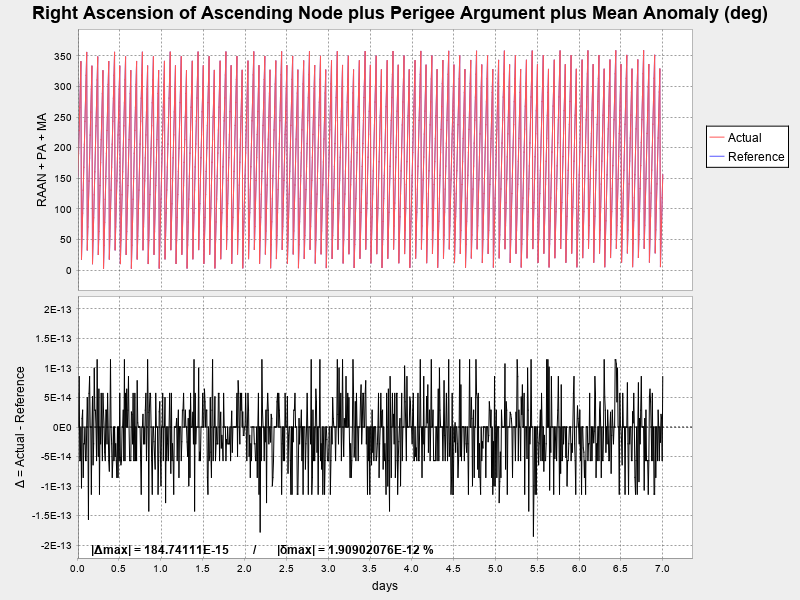 Right Ascension of Ascending Node plus Perigee Argument plus Mean Anomaly (deg)
RAAN + PA + MA
350
300
250
200
150
100
50
0
Actual
Reference
Δ = Actual - Reference
2E-13
1.5E-13
1E-13
5E-14
0E0
-5E-14
-1E-13
-1.5E-13
-2E-13
|Δmax| = 184.74111E-15 / |δmax| = 1.90902076E-12 %
0.0 0.5 1.0 1.5 2.0 2.5 3.0 3.5 4.0 4.5 5.0 5.5 6.0 6.5 7.0
days